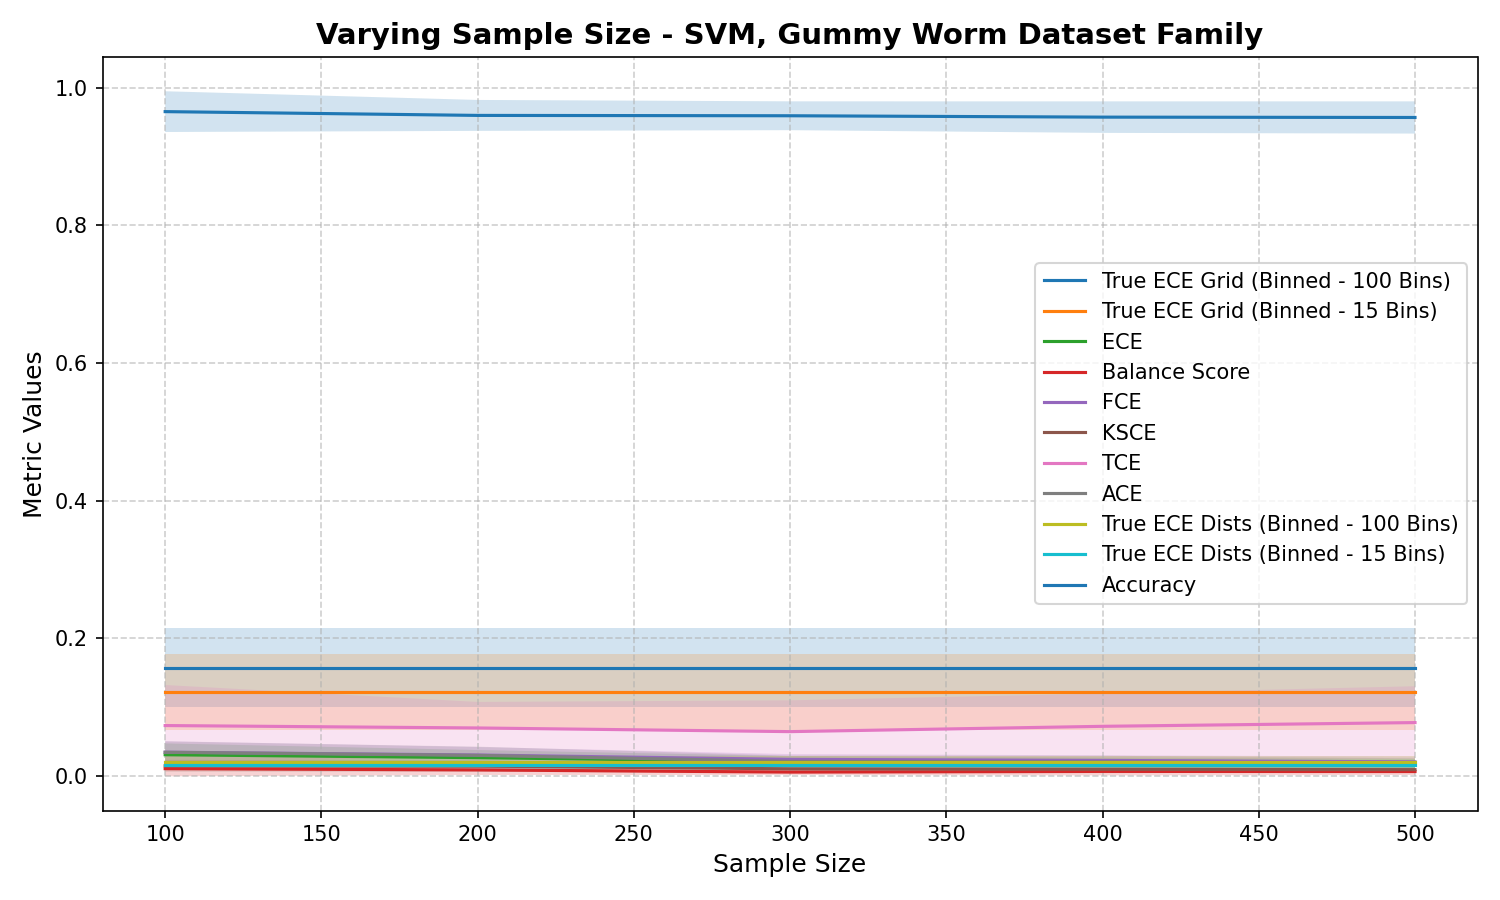 Varying Sample Size - SVM, Gummy Worm Dataset Family
Metric Values
1.0
0.8
0.6
0.4
0.2
0.0
True ECE Grid (Binned - 100 Bins)
True ECE Grid (Binned - 15 Bins)
ECE
Balance Score
FCE
KSCE
TCE
ACE
True ECE Dists (Binned - 100 Bins)
True ECE Dists (Binned - 15 Bins)
Accuracy
100 150 200 250 300 350 400 450 500
Sample Size